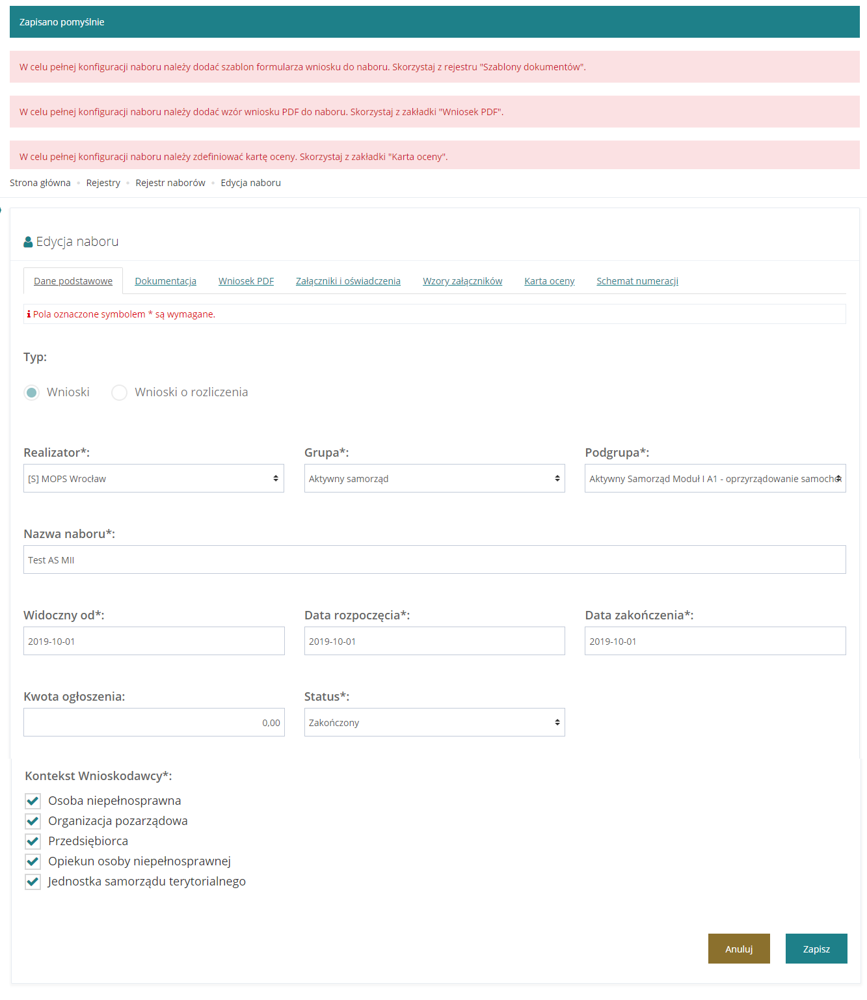 Zapisano pomyślnie
W celu pełnej konfiguracji naboru należy dodać szablon formularza wniosku do naboru. Skorzystaj z rejestru "Szablony dokumentów".
W celu pełnej konfiguracji naboru należy dodać wzór wniosku PDF do naboru. Skorzystaj z zakładki "Wniosek PDF".
W celu pełnej konfiguracji naboru należy zdefiniować kartę oceny. Skorzystaj z zakładki "Karta oceny".
Strona główna Rejestry Rejestr naborów Edycja naboru
Edycja naboru
Dane podstawowe Dokumentacja Wniosek PDF Załączniki i oświadczenia Wzory załączników Karta oceny Schemat numeracji
Pola oznaczone symbolem * są wymagane.
Typ:
Wnioski Wnioski o rozliczenia
Realizator*: Grupa*: Podgrupa*:
[S] MOPS Wrocław Aktywny samorząd Aktywny Samorząd Moduł I A1 - oprzyrządowanie
Nazwa naboru*:
Test AS MII
Widoczny od*: Data rozpoczęcia*: Data zakończenia*:
2019-10-01 2019-10-01 2019-10-01
Kwota ogłoszenia: Status*:
0,00 Zakończony
Kontekst Wnioskodawcy*:
Osoba niepełnosprawna
Organizacja pozarządowa
Przedsiębiorca
Opiekun osoby niepełnosprawnej
Jednostka samorządu terytorialnego
Anuluj Zapisz